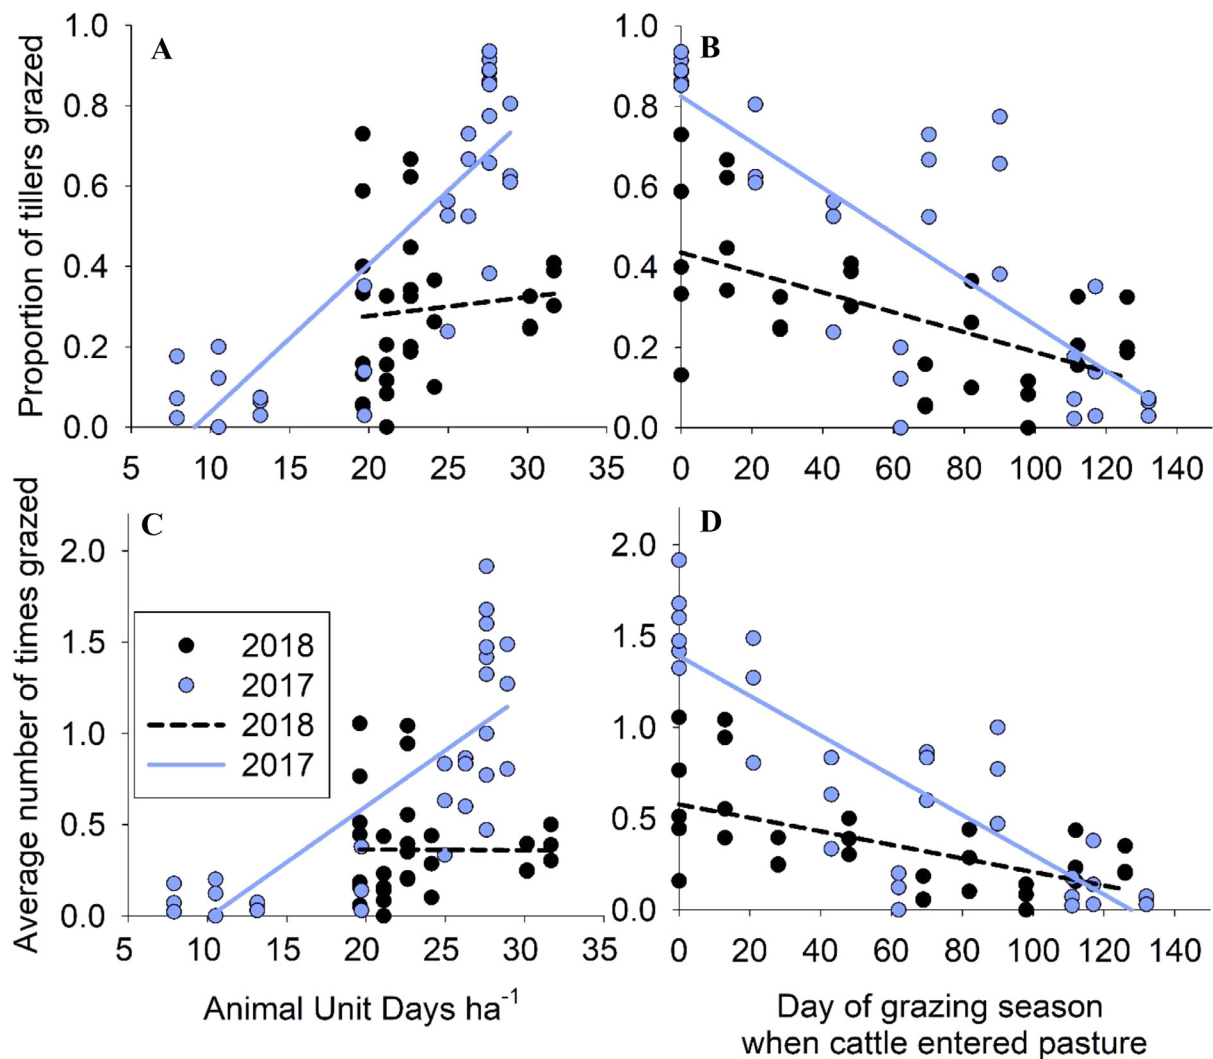 Proportion of tillers grazed
1.0
0.8
0.6
0.4
0.2
0.0
A
5 10 15 20 25 30 35
1.0
0.8
0.6
0.4
0.2
0.0
B
0 20 40 60 80 100 120 140
Average number of times grazed
2.0
1.5
1.0
0.5
0.0
C
2018
2017
2018
2017
5 10 15 20 25 30 35
Animal Unit Days ha⁻¹
2.0
1.5
1.0
0.5
0.0
D
0 20 40 60 80 100 120 140
Day of grazing season
when cattle entered pasture